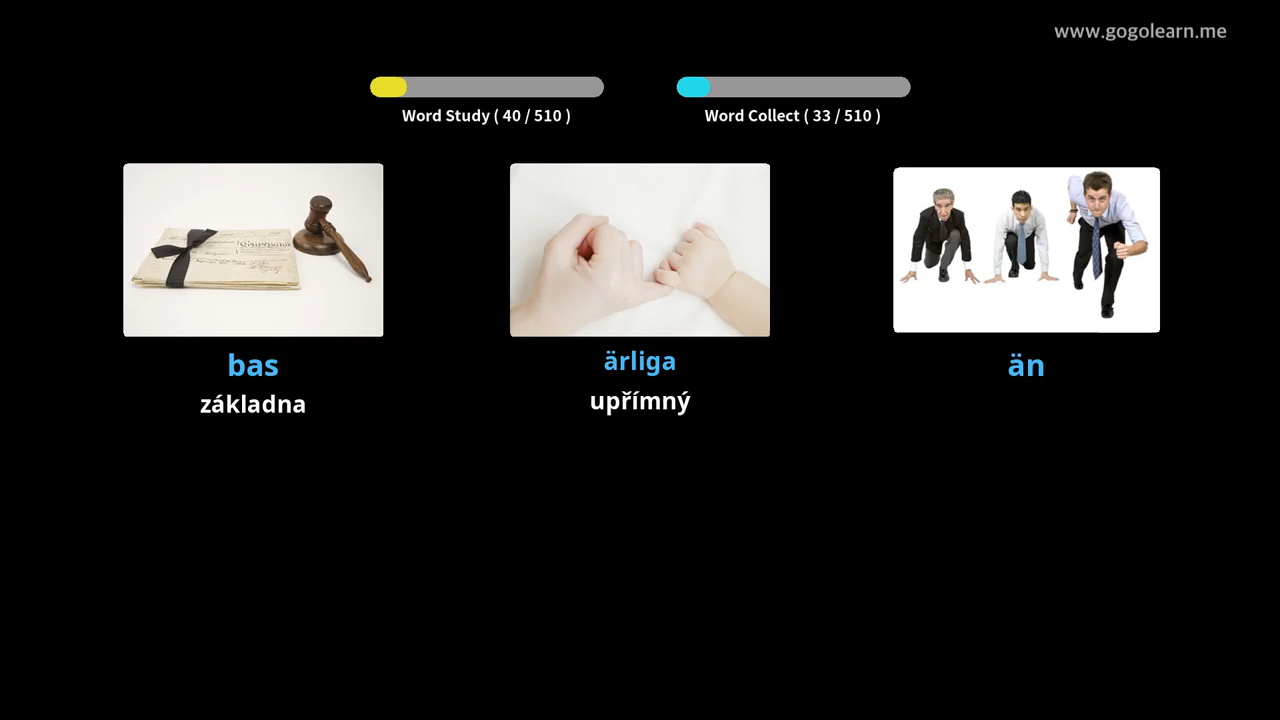 www.gogolearn.me
Word Study ( 40 / 510 )
Word Collect ( 33 / 510 )
bas
základna
ärliga
upřímný
än